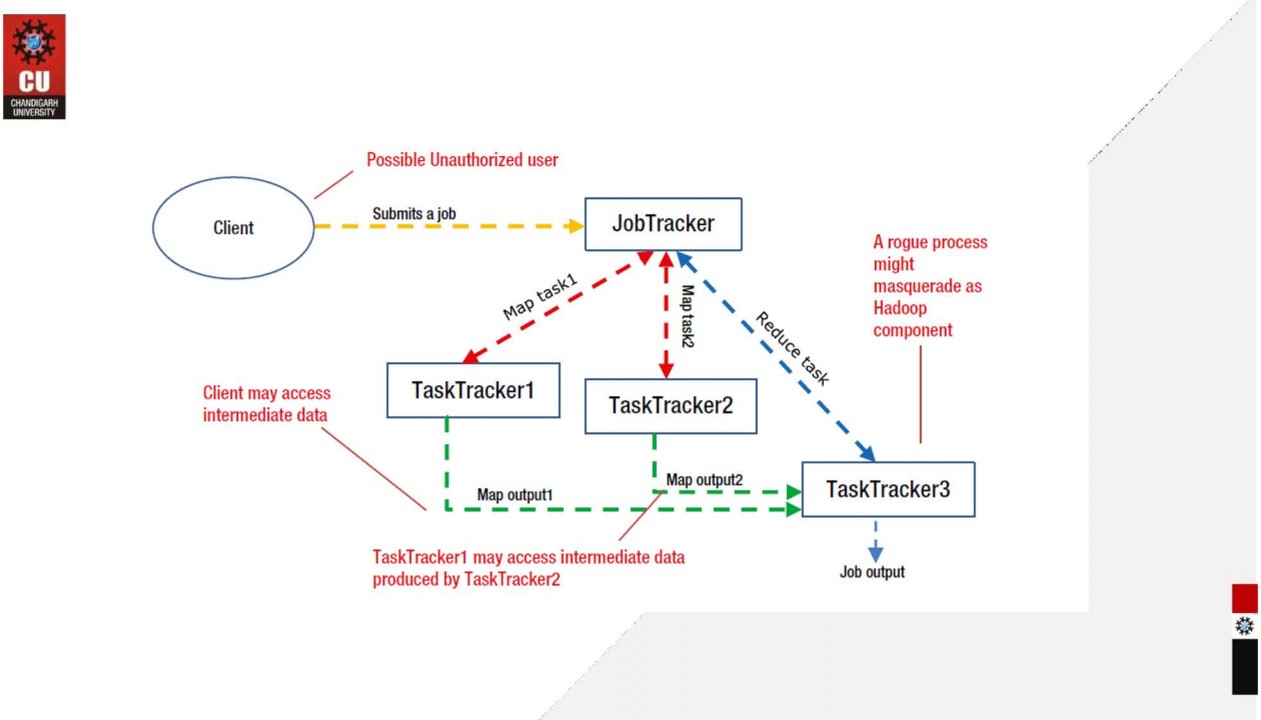 CU
CHANDIGARH
UNIVERSITY
Possible Unauthorized user
Client
Submits a job
JobTracker
A rogue process
might
masquerade as
Hadoop
component
Map task1
Map task2
Reduce task
TaskTracker1
TaskTracker2
Client may access
intermediate data
Map output1
Map output2
TaskTracker3
TaskTracker1 may access intermediate data
produced by TaskTracker2
Job output